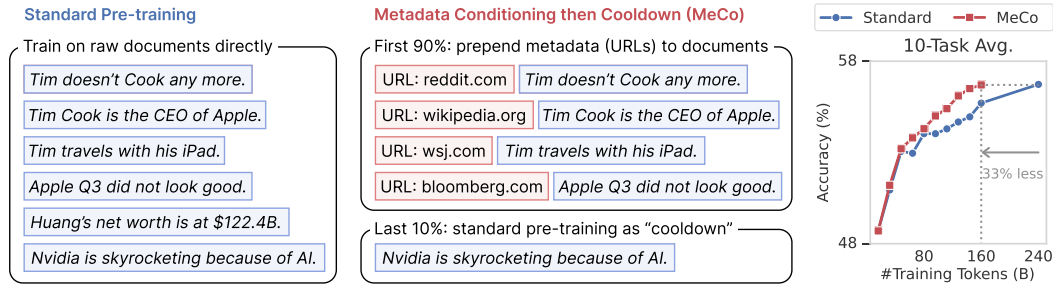 Standard Pre-training
Train on raw documents directly
Tim doesn’t Cook any more.
Tim Cook is the CEO of Apple.
Tim travels with his iPad.
Apple Q3 did not look good.
Huang’s net worth is at $122.4B.
Nvidia is skyrocketing because of AI.
Metadata Conditioning then Cooldown (MeCo)
First 90%: prepend metadata (URLs) to documents
URL: reddit.com Tim doesn’t Cook any more.
URL: wikipedia.org Tim Cook is the CEO of Apple.
URL: wsj.com Tim travels with his iPad.
URL: bloomberg.com Apple Q3 did not look good.
Last 10%: standard pre-training as “cooldown”
Nvidia is skyrocketing because of AI.
Standard MeCo
10-Task Avg.
58
Accuracy (%)
33% less
48
80 160 240
#Training Tokens (B)